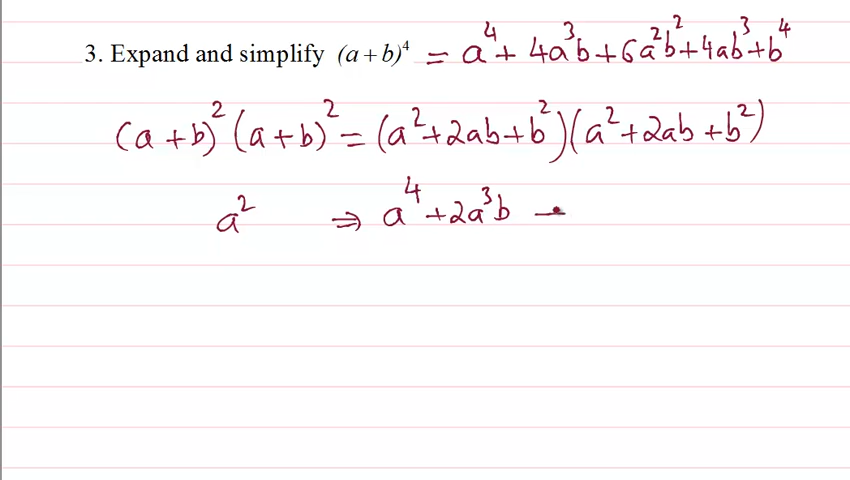 3. Expand and simplify (a+b)⁴ = a⁴ + 4a³b + 6a²b² + 4ab³ + b⁴
(a+b)²(a+b)² = (a²+2ab+b²)(a²+2ab+b²)
a² ⇒ a⁴ + 2a³b